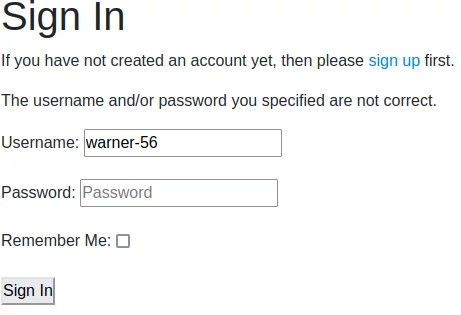 Sign In
If you have not created an account yet, then please sign up first.
The username and/or password you specified are not correct.
Username: warner-56
Password: Password
Remember Me:
Sign In